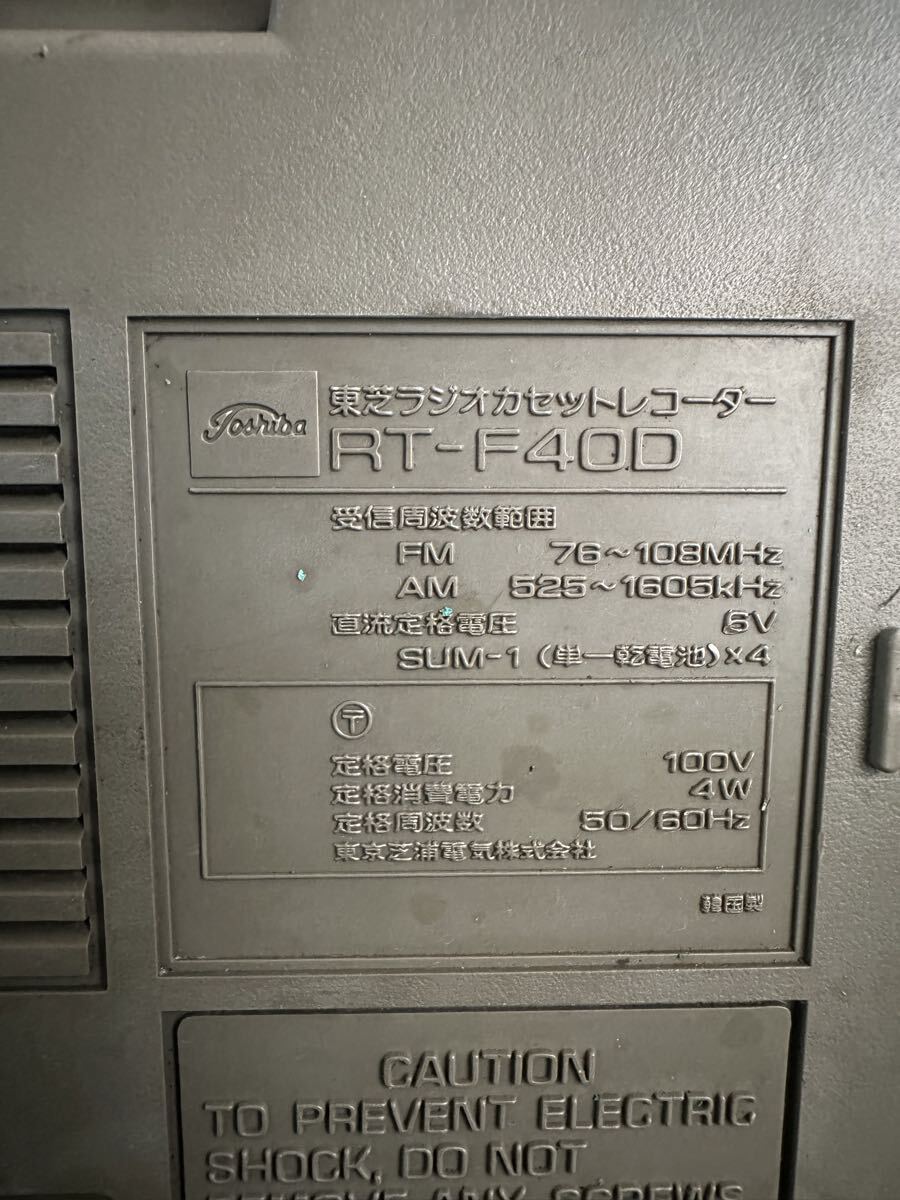 Toshiba
東芝ラジオカセットレコーダー
RT-F40D
受信周波数範囲
FM 76~108MHz
AM 525~1605kHz
直流定格電圧 6V
SUM-1 (単一乾電池)×4
〒
定格電圧 100V
定格消費電力 4W
定格周波数 50/60Hz
東京芝浦電気株式会社
韓国製
CAUTION
TO PREVENT ELECTRIC
SHOCK, DO NOT
REMOVE ANY SCREWS